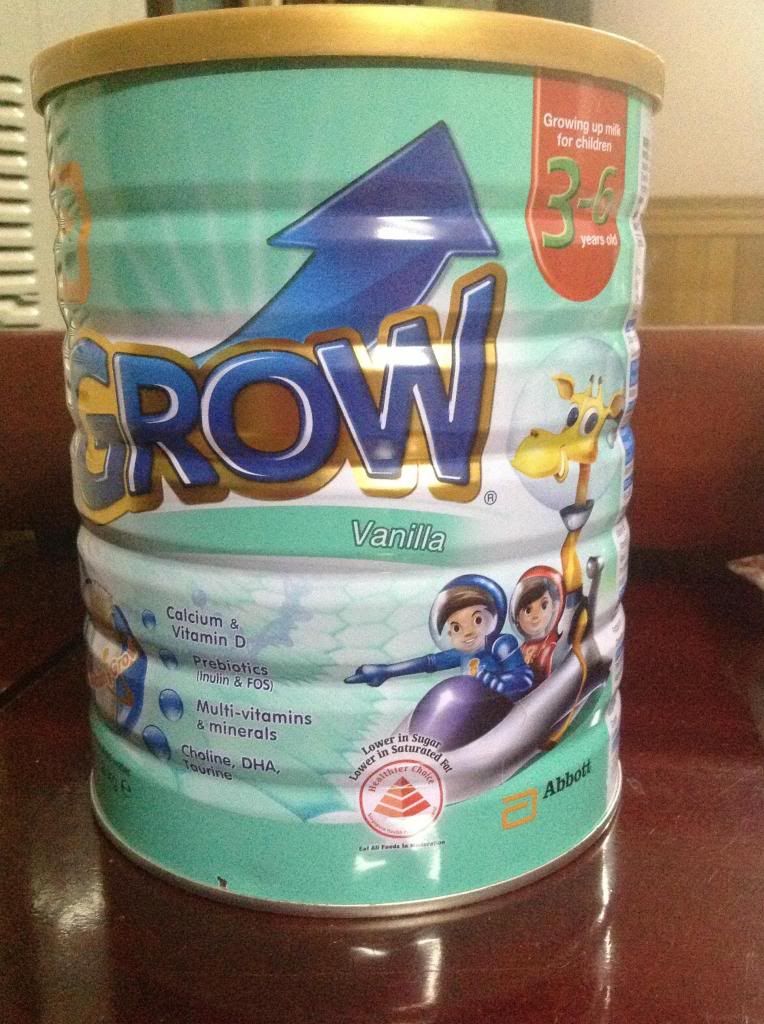 Growing up milk
for children
3-6
years old
GROW
®
Vanilla
Calcium &
Vitamin D
Prebiotics
(Inulin & FOS)
Multi-vitamins
& minerals
Choline, DHA,
Taurine
Lower in Sugar
Lower in Saturated Fat
Healthier Choice
Eat All Foods In Moderation
Abbott